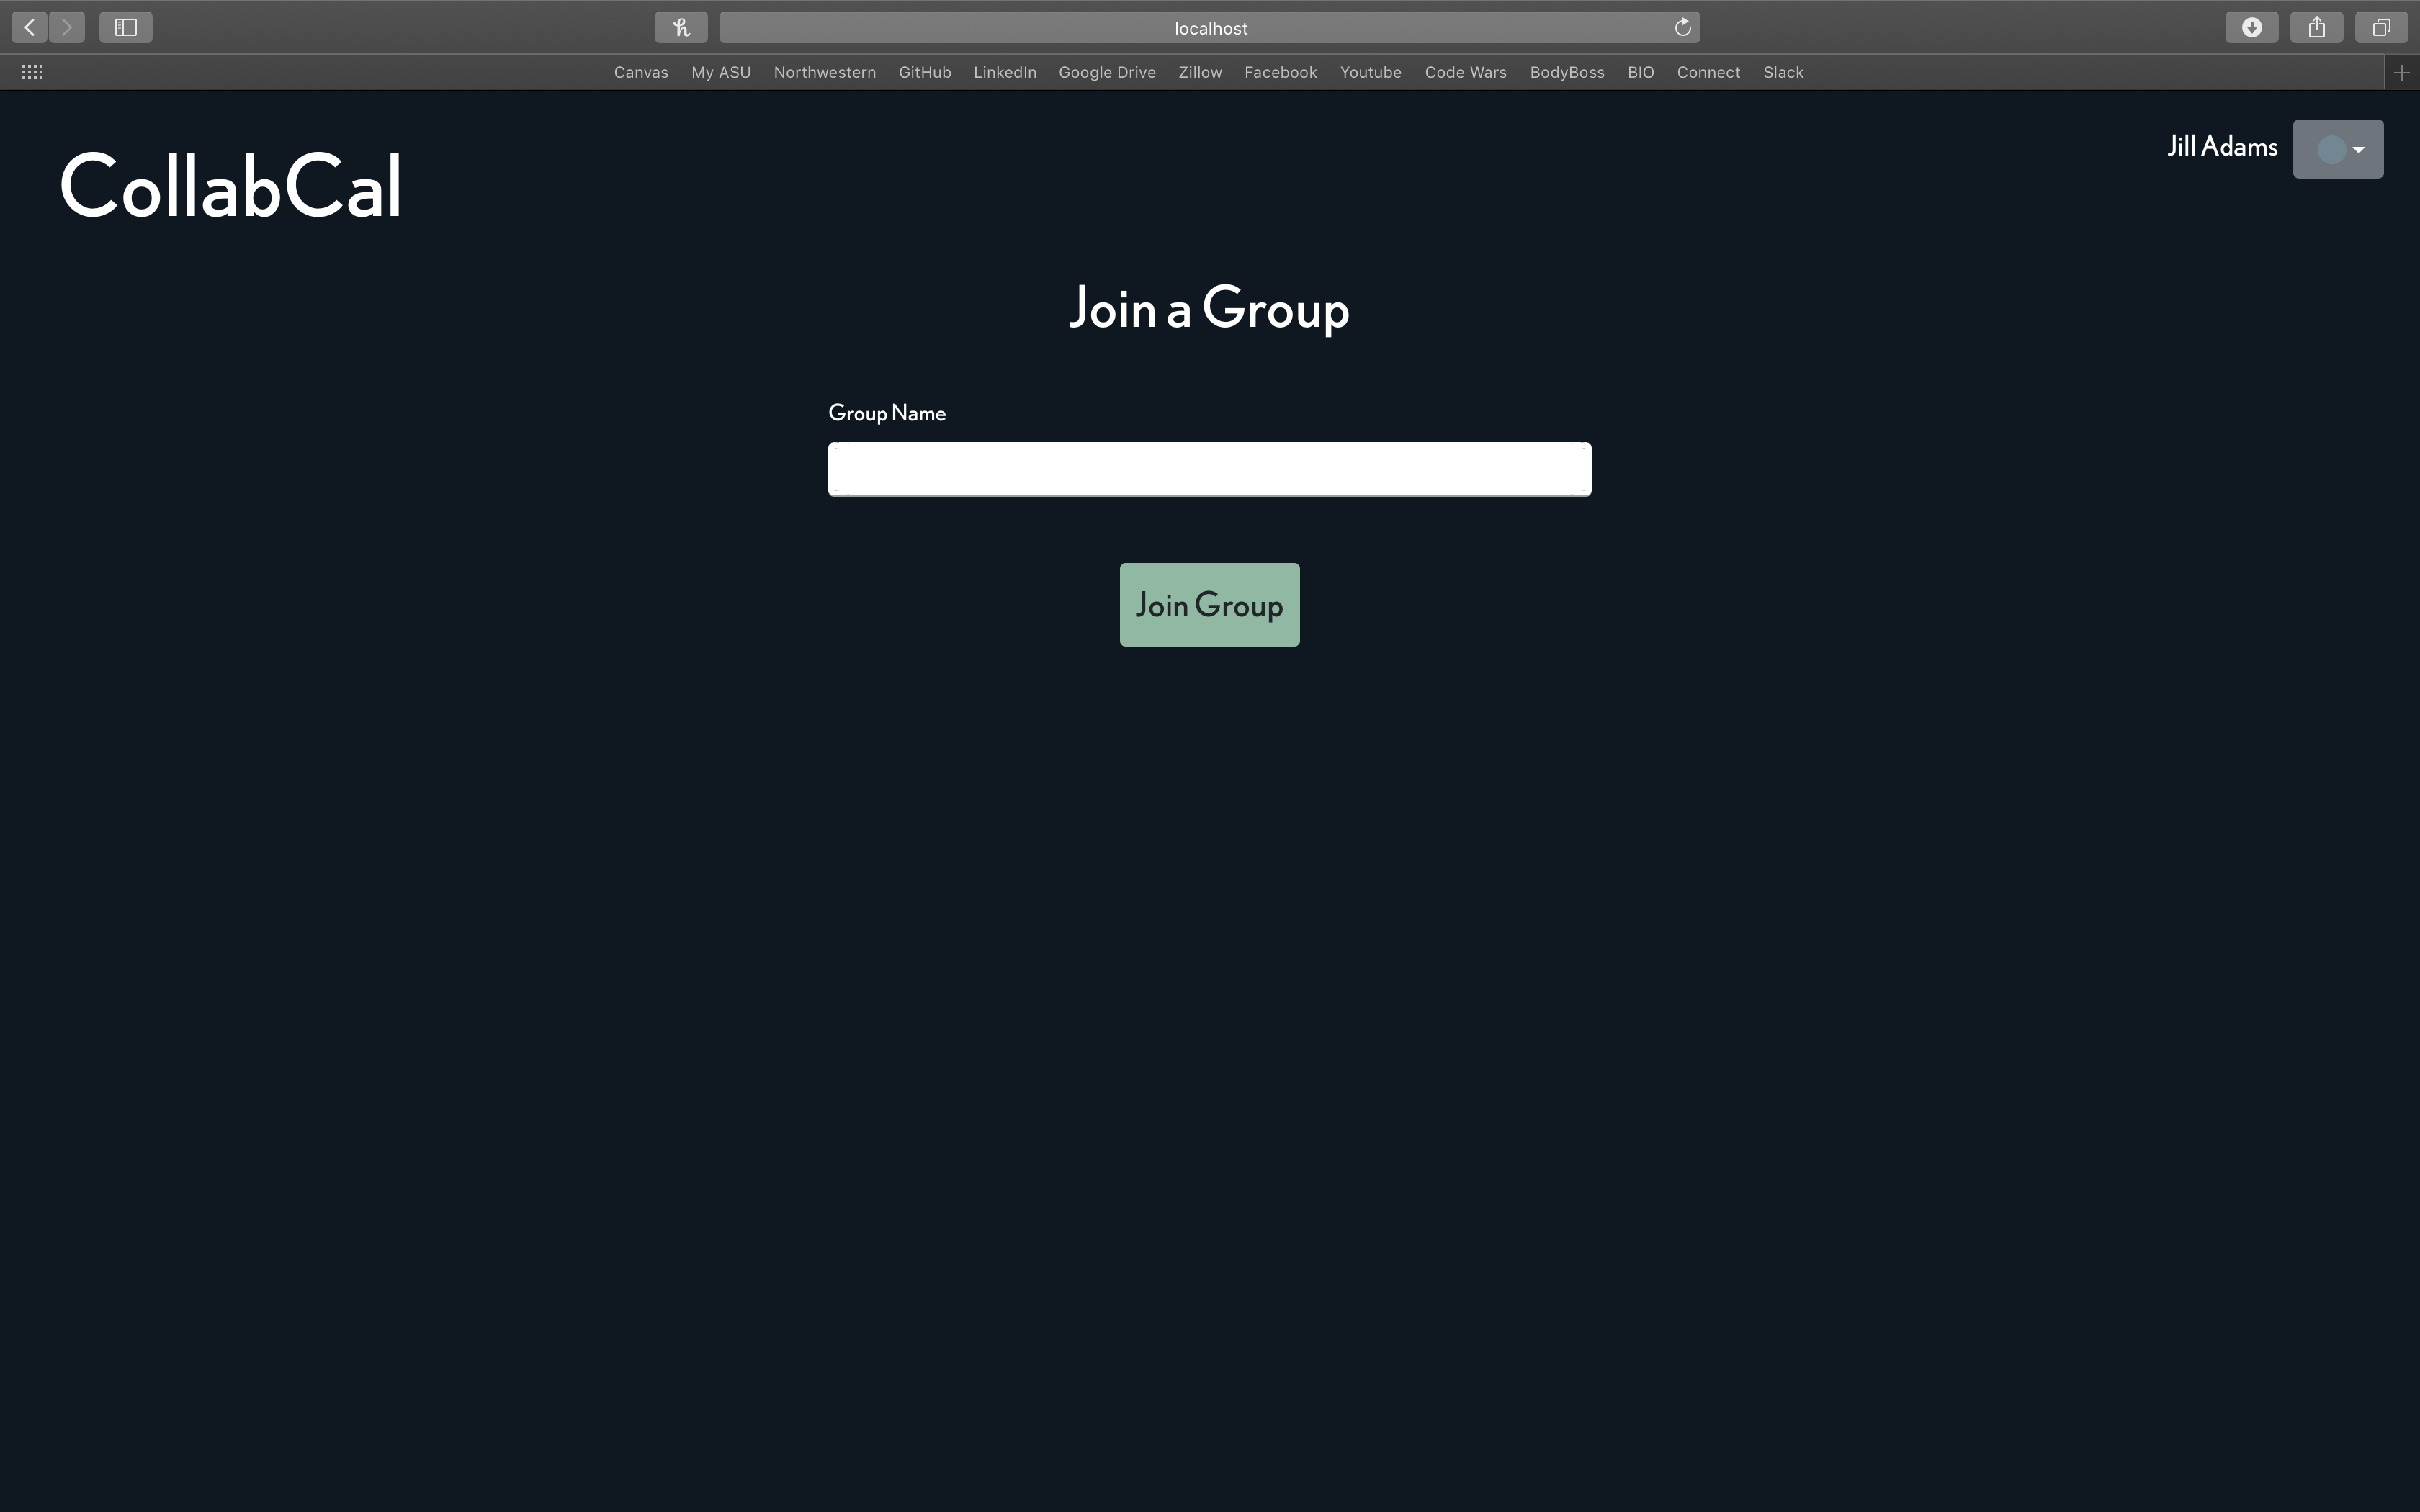 localhost
Canvas My ASU Northwestern GitHub LinkedIn Google Drive Zillow Facebook Youtube Code Wars BodyBoss BIO Connect Slack
CollabCal
Jill Adams
Join a Group
Group Name
Join Group